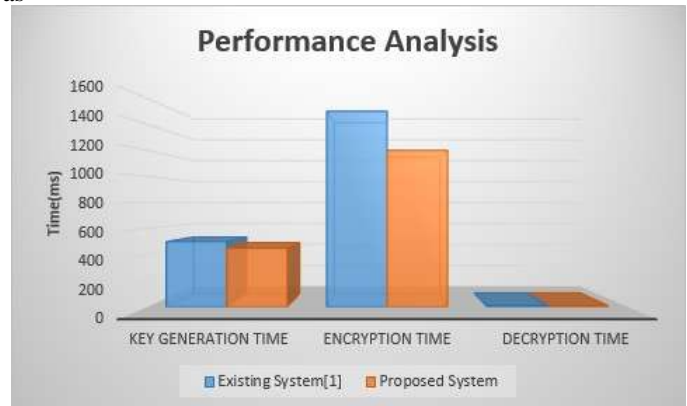 Performance Analysis
1600
1400
1200
1000
800
600
400
200
0
Time(ms)
KEY GENERATION TIME
ENCRYPTION TIME
DECRYPTION TIME
Existing System[1]
Proposed System